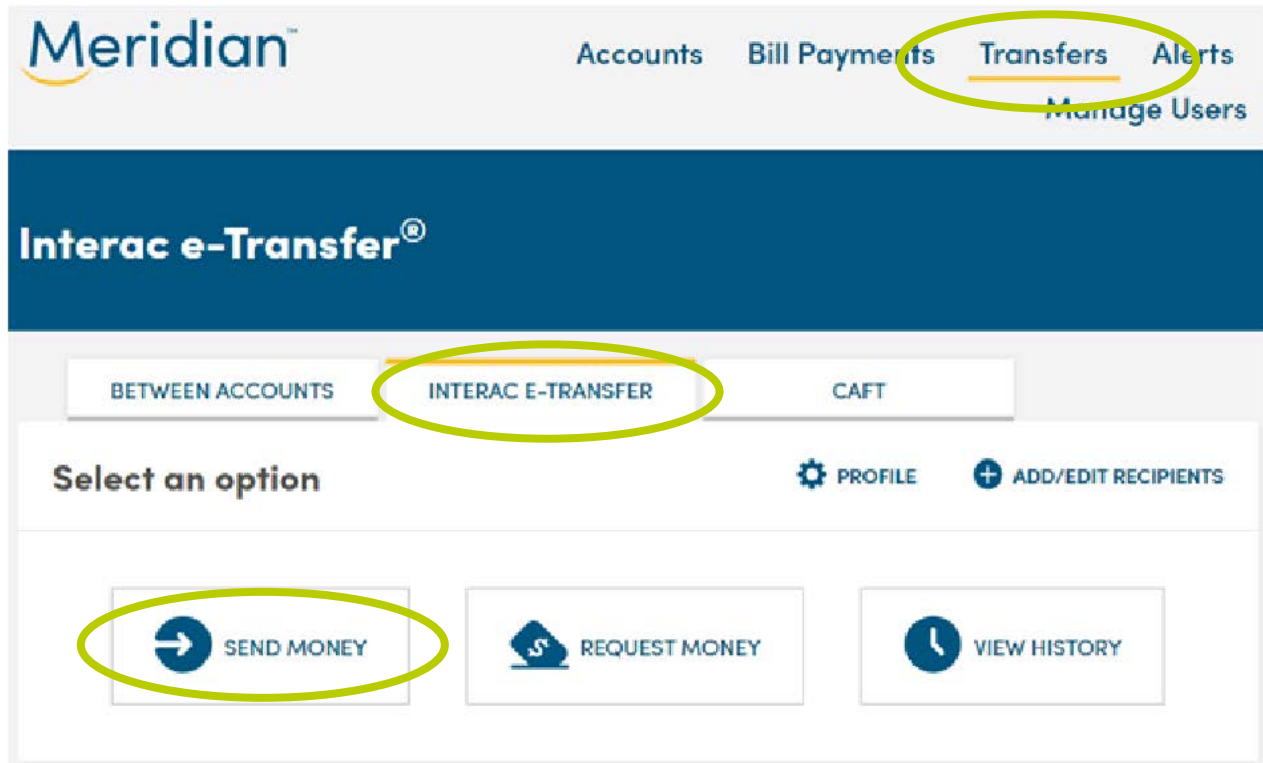 Meridian™
Accounts Bill Payments Transfers Alerts
Manage Users
Interac e-Transfer®
BETWEEN ACCOUNTS INTERAC E-TRANSFER CAFT
Select an option PROFILE ADD/EDIT RECIPIENTS
SEND MONEY $ REQUEST MONEY VIEW HISTORY